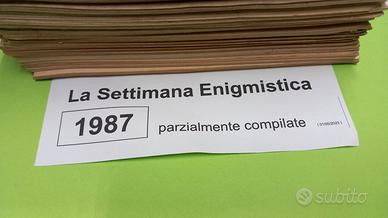 La Settimana Enigmistica
1987 parzialmente compilate
subito